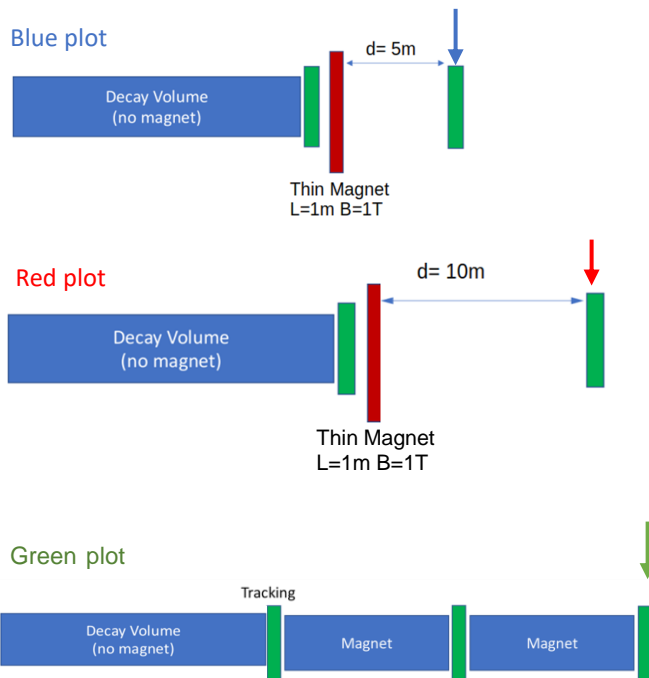 Blue plot
d= 5m
Decay Volume
(no magnet)
Thin Magnet
L=1m B=1T
Red plot
d= 10m
Decay Volume
(no magnet)
Thin Magnet
L=1m B=1T
Green plot
Tracking
Decay Volume
(no magnet)
Magnet
Magnet